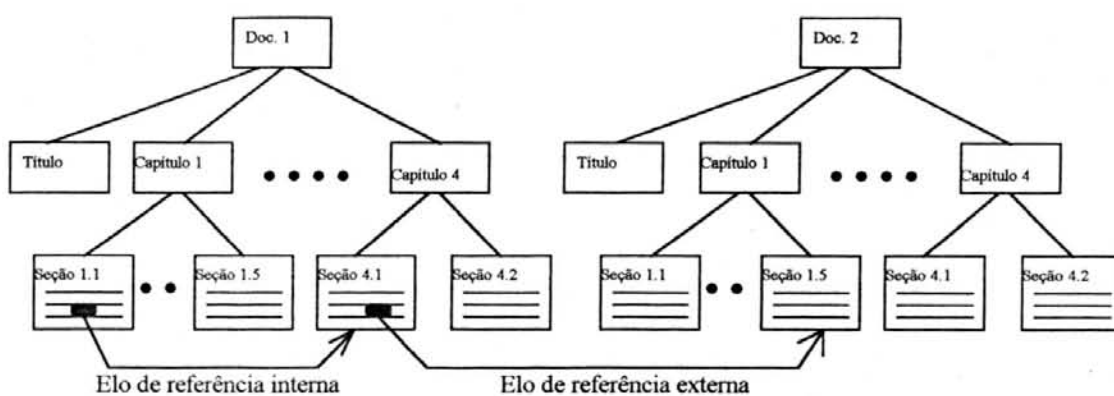 Doc. 1
Doc. 2
Título
Capítulo 1
Capítulo 4
Título
Capítulo 1
Capítulo 4
Seção 1.1
Seção 1.5
Seção 4.1
Seção 4.2
Seção 1.1
Seção 1.5
Seção 4.1
Seção 4.2
Elo de referência interna
Elo de referência externa